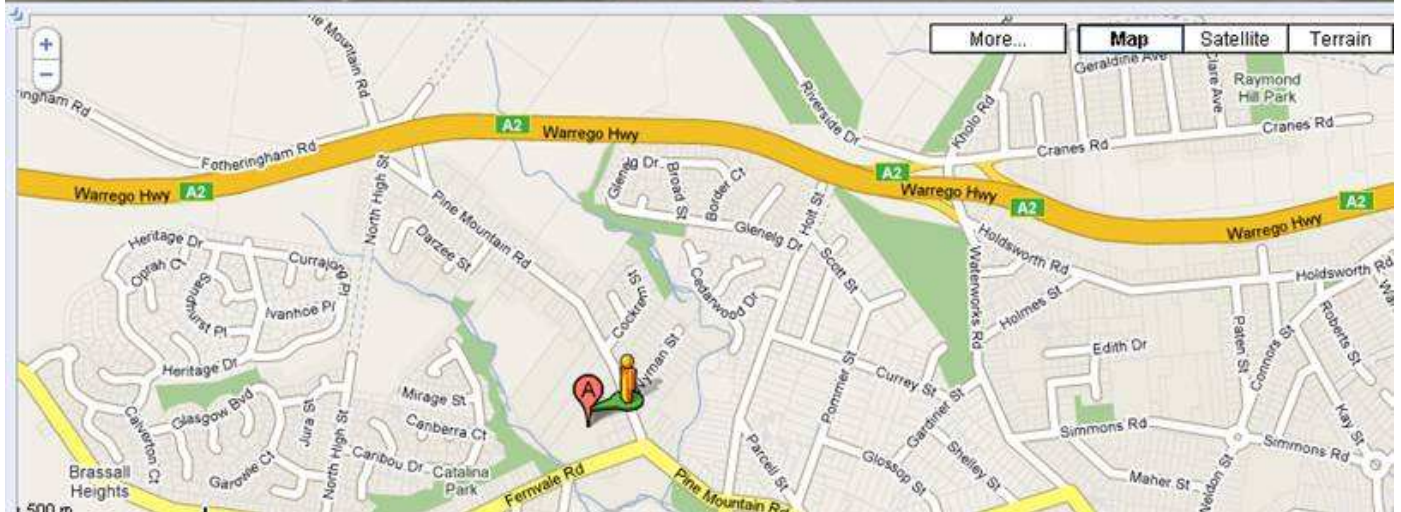 More...
Map
Satellite
Terrain
+
−
Pine Mountain Rd
Riverside Dr
Kholo Rd
Geraldine Ave
Clare Ave
Raymond
Hill Park
Fotheringham Rd
A2
Warrego Hwy
Cranes Rd
Cranes Rd
Warrego Hwy
A2
North High St
Glenelg Dr
Broad St
Border Ct
A2
Warrego Hwy
A2
A2
Warrego Hwy
Pine Mountain Rd
Darzee St
Glenelg Dr
Holt St
Scott St
Heritage Dr
Oprah Ct
Sandhurst Pl
Currajong Pl
Ivanhoe Pl
Heritage Dr
Cedarwood Dr
Waterworks Rd
Holdsworth Rd
Holmes St
Holdsworth Rd
Paten St
Connors St
Roberts St
Edith Dr
A
Mirage St
Canberra Ct
Glasgow Bvd
Calverton Ct
Jura St
North High St
Garowie Ct
Caribou Dr
Catalina
Park
Brassall
Heights
Fernvale Rd
Pine Mountain Rd
Parcell St
Pommer St
Currey St
Gardiner St
Glossop St
Shelley St
Simmons Rd
Simmons Rd
Kay St
Maher St
500 m